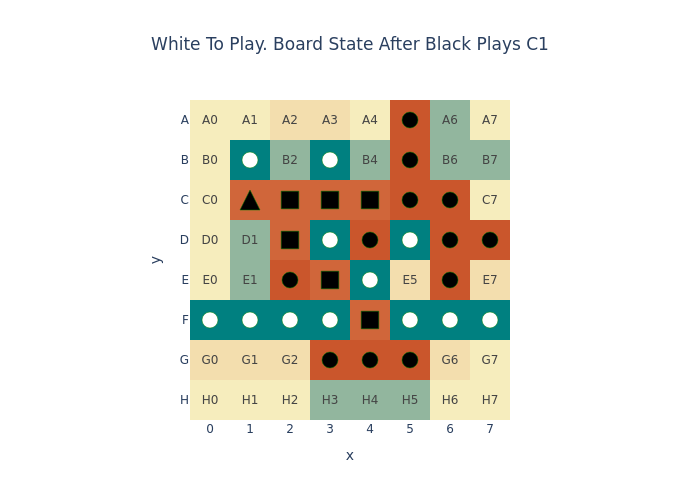 White To Play. Board State After Black Plays C1
A A0 A1 A2 A3 A4 A6 A7
B B0 B2 B4 B6 B7
C C0 C7
D D0 D1
E E0 E1 E5 E7
F
G G0 G1 G2 G6 G7
H H0 H1 H2 H3 H4 H5 H6 H7
0 1 2 3 4 5 6 7
x
y